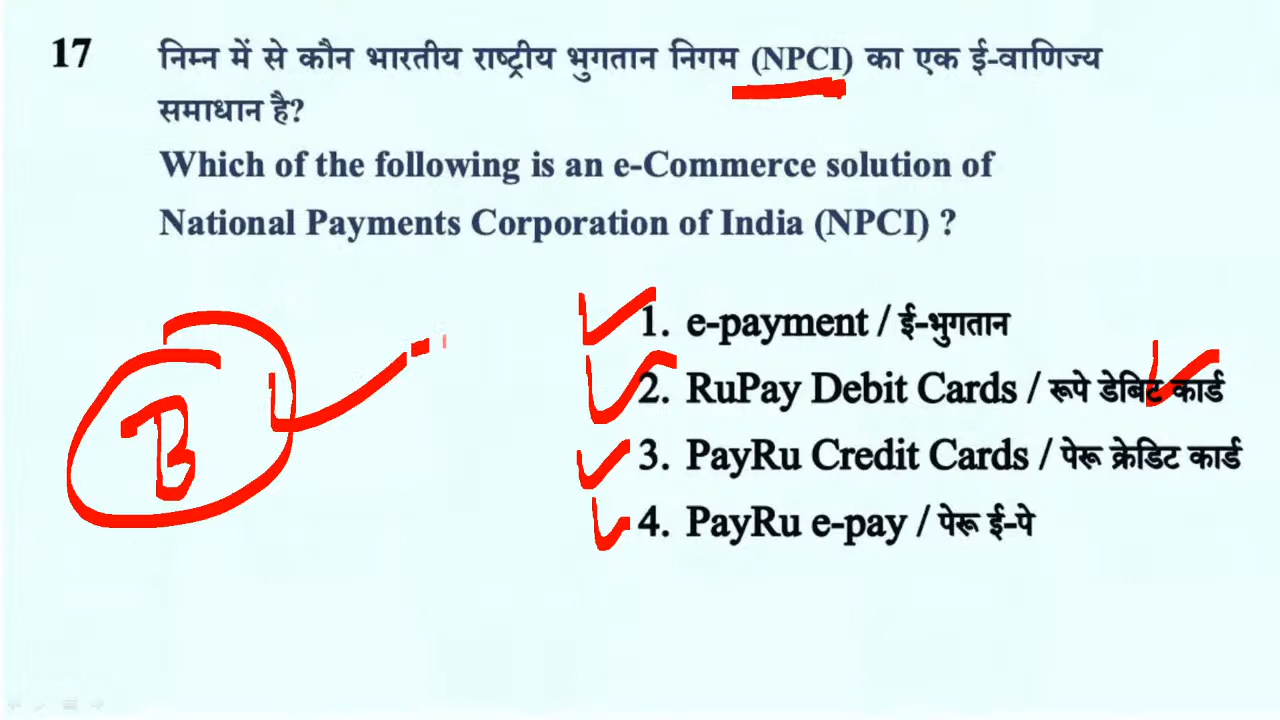 17 निम्न में से कौन भारतीय राष्ट्रीय भुगतान निगम (NPCI) का एक ई-वाणिज्य
समाधान है?
Which of the following is an e-Commerce solution of
National Payments Corporation of India (NPCI) ?
1. e-payment / ई-भुगतान
2. RuPay Debit Cards / रूपे डेबिट कार्ड
3. PayRu Credit Cards / पेरू क्रेडिट कार्ड
4. PayRu e-pay / पेरू ई-पे
B